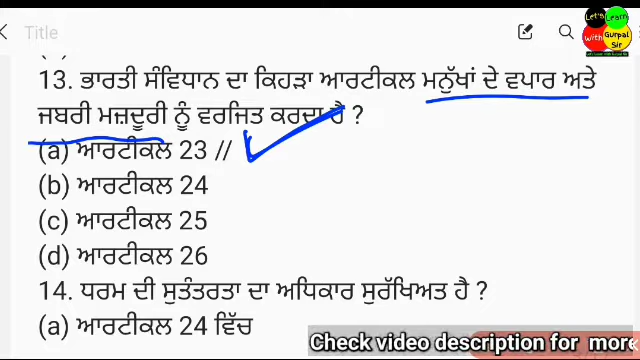 Title
Let's Learn
With Gurpal
Sir
13. ਭਾਰਤੀ ਸੰਵਿਧਾਨ ਦਾ ਕਿਹੜਾ ਆਰਟੀਕਲ ਮਨੁੱਖਾਂ ਦੇ ਵਪਾਰ ਅਤੇ
ਜਬਰੀ ਮਜ਼ਦੂਰੀ ਨੂੰ ਵਰਜਿਤ ਕਰਦਾ ਹੈ ?
(a) ਆਰਟੀਕਲ 23 //
(b) ਆਰਟੀਕਲ 24
(c) ਆਰਟੀਕਲ 25
(d) ਆਰਟੀਕਲ 26
14. ਧਰਮ ਦੀ ਸੁਤੰਤਰਤਾ ਦਾ ਅਧਿਕਾਰ ਸੁਰੱਖਿਅਤ ਹੈ ?
(a) ਆਰਟੀਕਲ 24 ਵਿੱਚ
Check video description for more